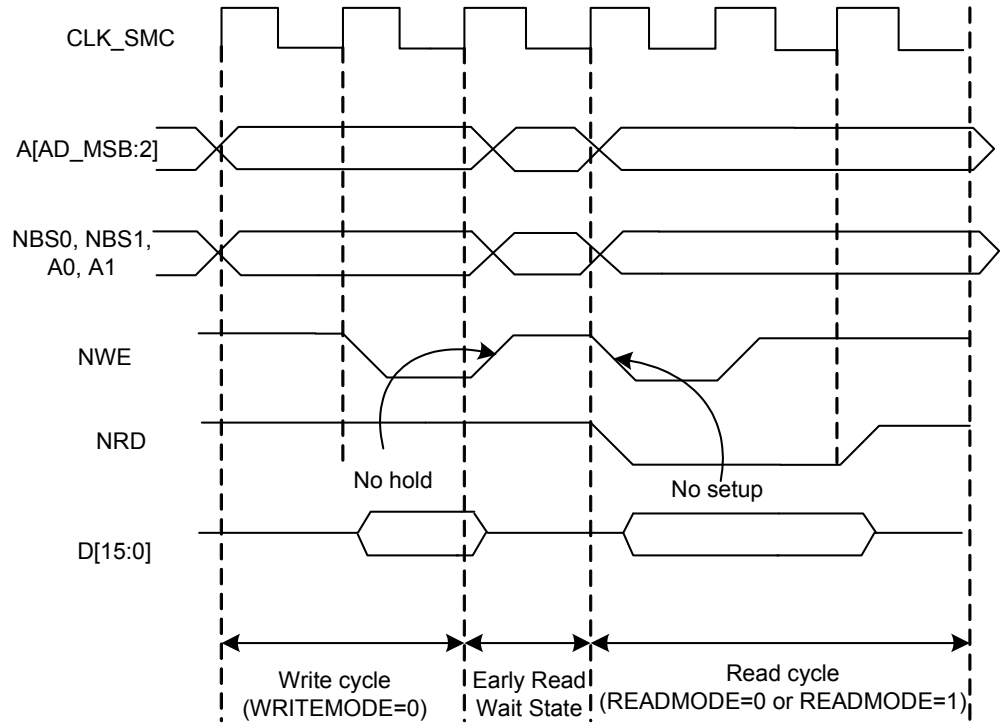 CLK_SMC
A[AD_MSB:2]
NBS0, NBS1,
A0, A1
NWE
NRD
No hold
No setup
D[15:0]
Write cycle
(WRITEMODE=0)
Early Read
Wait State
Read cycle
(READMODE=0 or READMODE=1)